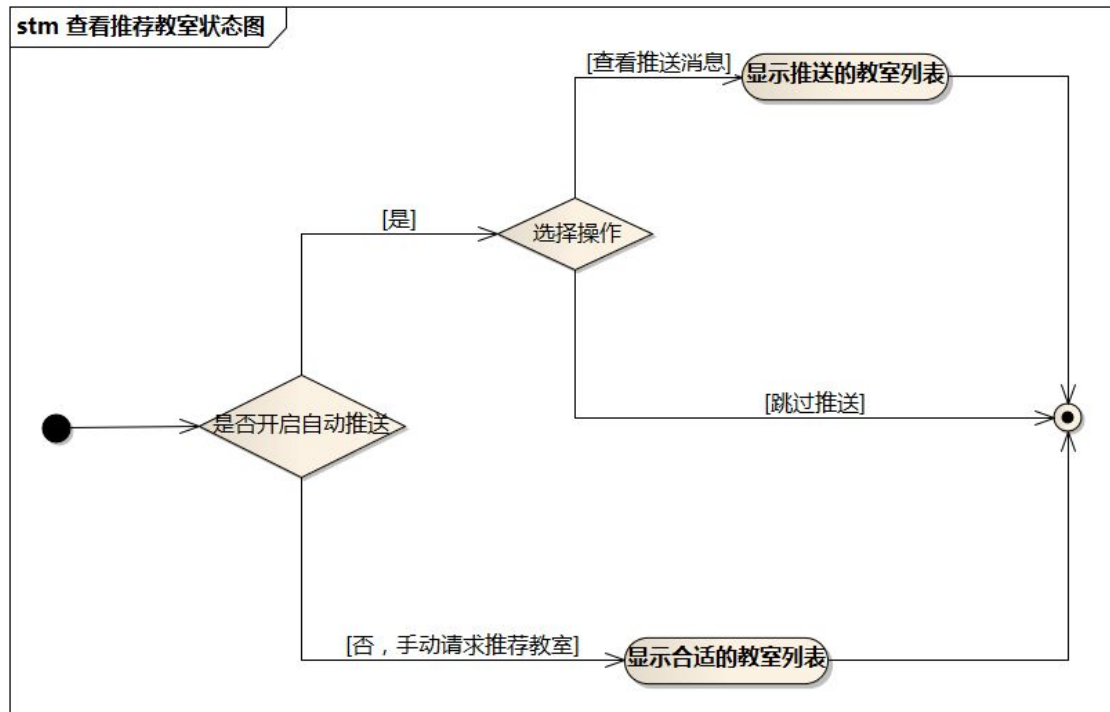 stm 查看推荐教室状态图
[查看推送消息]
显示推送的教室列表
[是]
选择操作
[跳过推送]
是否开启自动推送
[否，手动请求推荐教室]
显示合适的教室列表